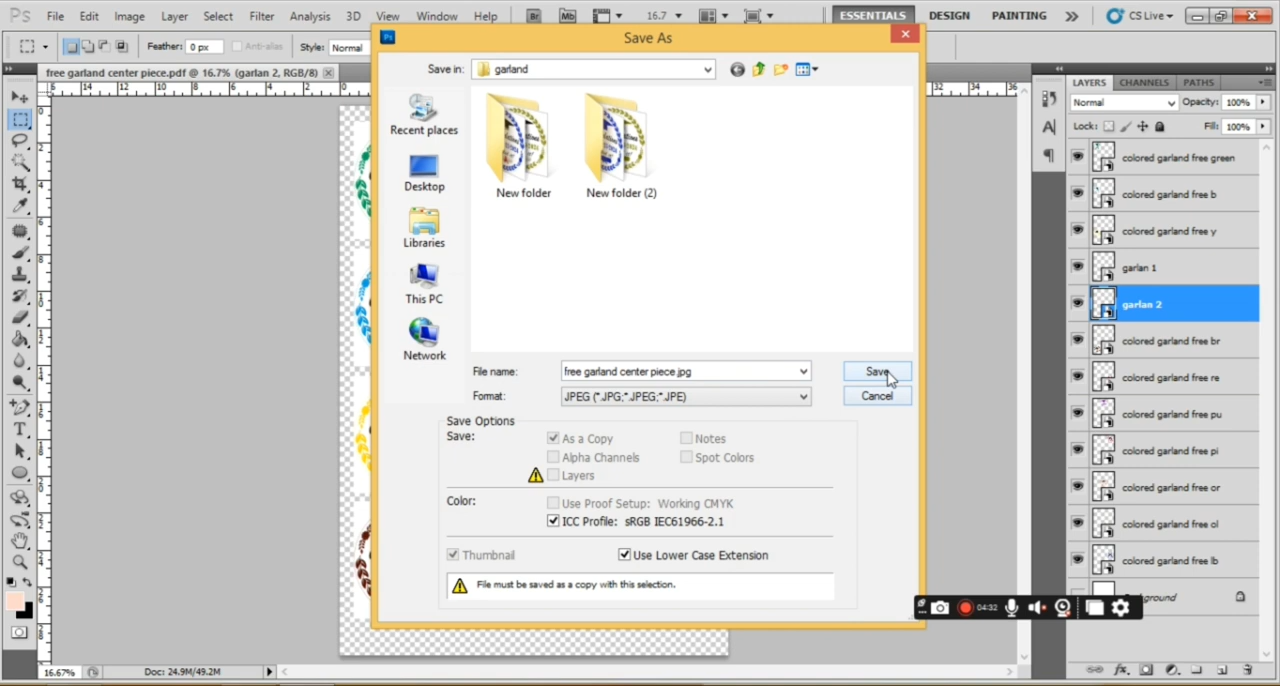 Ps File Edit Image Layer Select Filter Analysis 3D View Window Help Br Mb 16.7 ESSENTIALS DESIGN PAINTING CS Live
Feather: 0 px Anti-alias Style: Normal
free garland center piece.pdf @ 16.7% (garlan 2, RGB/8)
Save As
Save in: garland
Recent places
Desktop
Libraries
This PC
Network
New folder
New folder (2)
File name: free garland center piece.jpg
Save
Format: JPEG (*.JPG;*.JPEG;*.JPE)
Cancel
Save Options
Save:
As a Copy
Notes
Alpha Channels
Spot Colors
Layers
Color:
Use Proof Setup: Working CMYK
ICC Profile: sRGB IEC61966-2.1
Thumbnail
Use Lower Case Extension
File must be saved as a copy with this selection.
LAYERS CHANNELS PATHS
Normal Opacity: 100%
Lock: Fill: 100%
colored garland free green
colored garland free b
colored garland free y
garlan 1
garlan 2
colored garland free br
colored garland free re
colored garland free pu
colored garland free pi
colored garland free or
colored garland free ol
colored garland free lb
04:32
16.67% Doc: 24.9M/49.2M